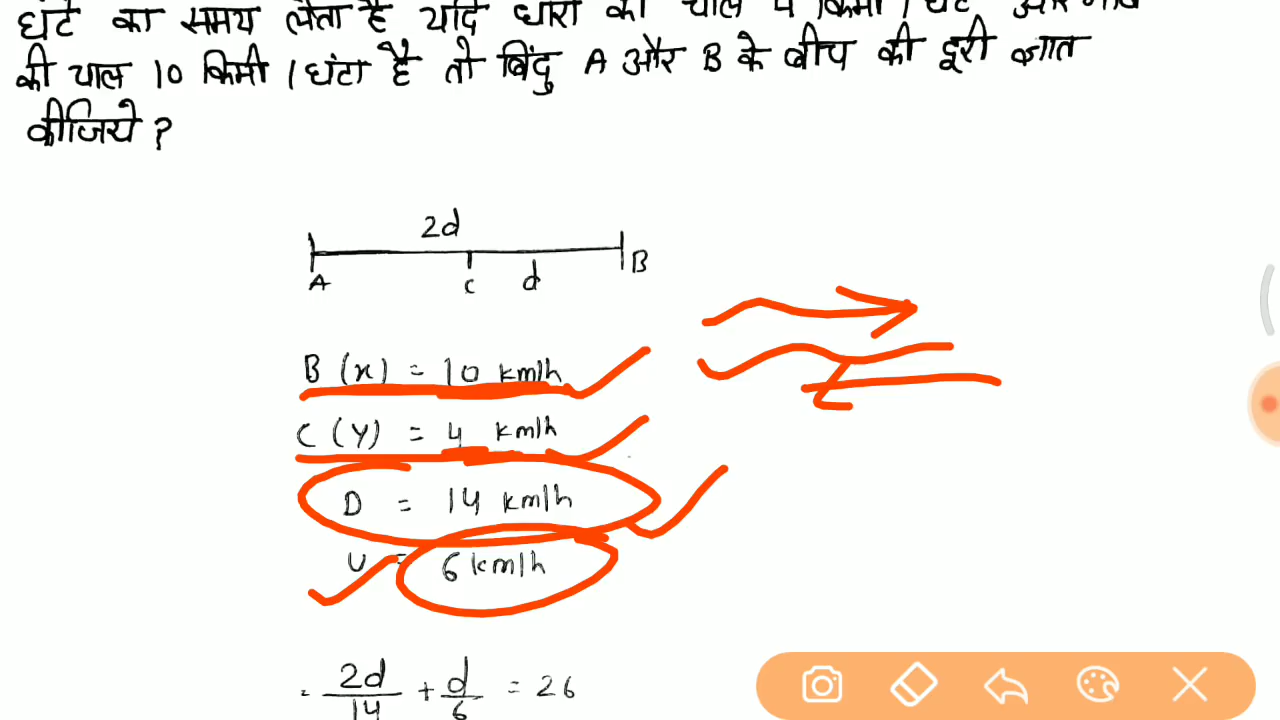 घंटे का समय लेता है यदि धारा की चाल 4 किमी / घंटे और नाव
की चाल 10 किमी / घंटा है तो बिंदु A और B के बीच की दूरी ज्ञात
कीजिये ?
2d
A C d B
B (x) = 10 km/h
C (y) = 4 km/h
D = 14 km/h
U = 6 km/h
= 2d/14 + d/6 = 26